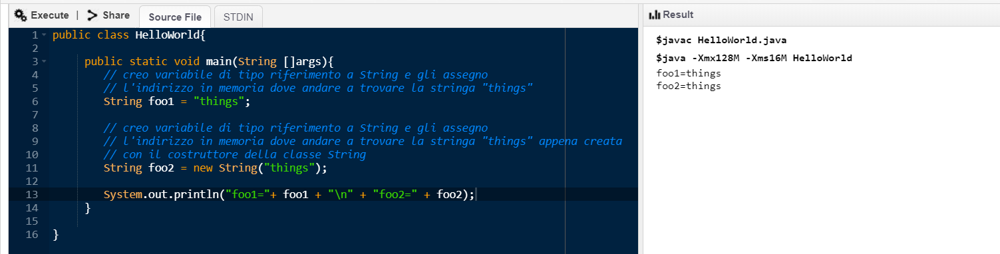 Execute | Share Source File STDIN
1 public class HelloWorld{
2
3 public static void main(String []args){
4 // creo variabile di tipo riferimento a String e gli assegno
5 // l'indirizzo in memoria dove andare a trovare la stringa "things"
6 String foo1 = "things";
7
8 // creo variabile di tipo riferimento a String e gli assegno
9 // l'indirizzo in memoria dove andare a trovare la stringa "things" appena creata
10 // con il costruttore della classe String
11 String foo2 = new String("things");
12
13 System.out.println("foo1="+ foo1 + "\n" + "foo2=" + foo2);
14 }
15
16 }
Result
$javac HelloWorld.java
$java -Xmx128M -Xms16M HelloWorld
foo1=things
foo2=things